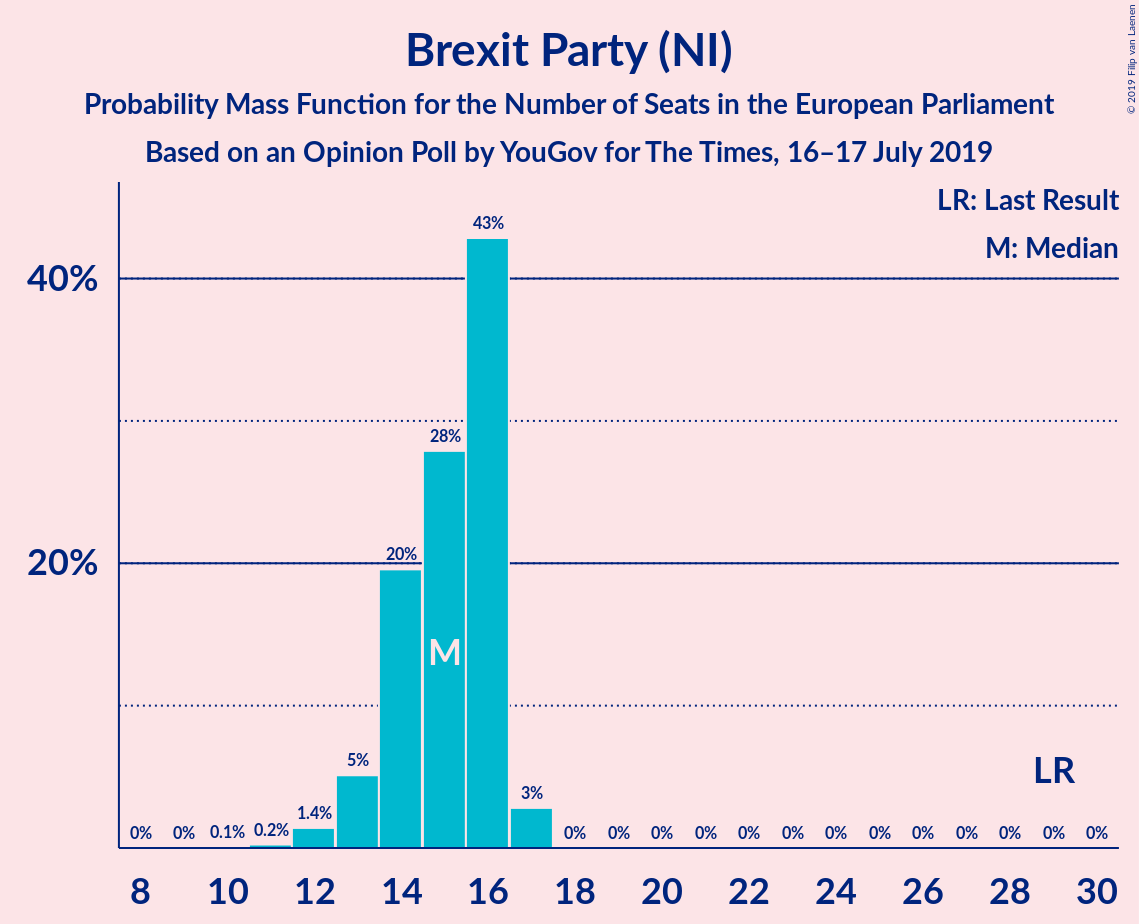 Brexit Party (NI)
Probability Mass Function for the Number of Seats in the European Parliament
Based on an Opinion Poll by YouGov for The Times, 16–17 July 2019
© 2019 Filip van Laenen
LR: Last Result
M: Median
40%
20%
0% 0% 0.1% 0.2% 1.4% 5% 20% 28% 43% 3% 0% 0% 0% 0% 0% 0% 0% 0% 0% 0% 0% 0% 0%
M
LR
8 10 12 14 16 18 20 22 24 26 28 30